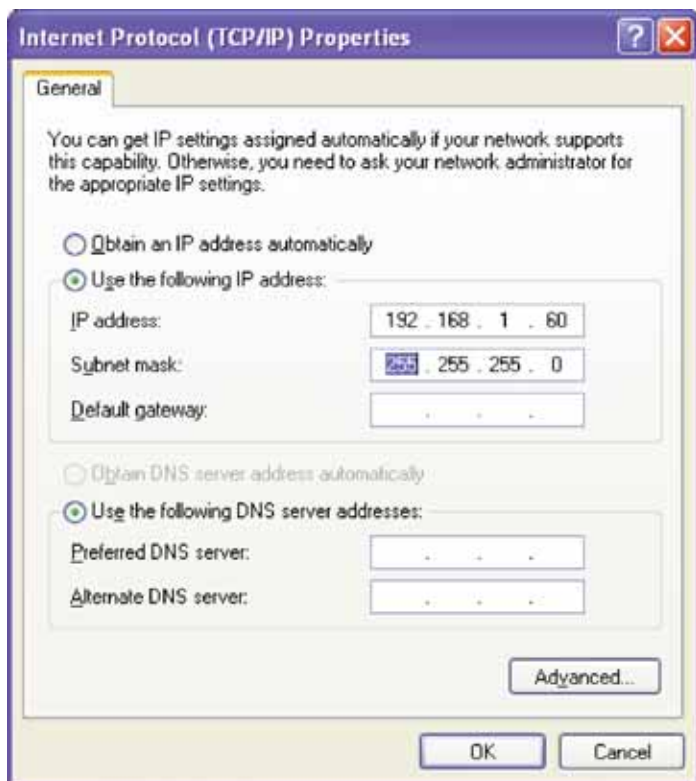 Internet Protocol (TCP/IP) Properties
General
You can get IP settings assigned automatically if your network supports
this capability. Otherwise, you need to ask your network administrator for
the appropriate IP settings.
Obtain an IP address automatically
Use the following IP address:
IP address: 192 . 168 . 1 . 60
Subnet mask: 255 . 255 . 255 . 0
Default gateway: . . .
Obtain DNS server address automatically
Use the following DNS server addresses:
Preferred DNS server: . . .
Alternate DNS server: . . .
Advanced...
OK Cancel